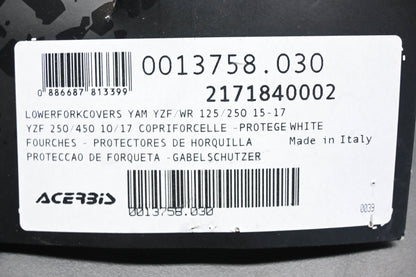 0013758.030
0 886687 813399
2171840002
LOWERFORKCOVERS YAM YZF/WR 125/250 15-17
YZF 250/450 10/17 COPRIFORCELLE -PROTEGE WHITE
FOURCHES - PROTECTORES DE HORQUILLA Made in Italy
PROTECCAO DE FORQUETA -GABELSCHUTZER
ACERBIS
0013758.030
0039